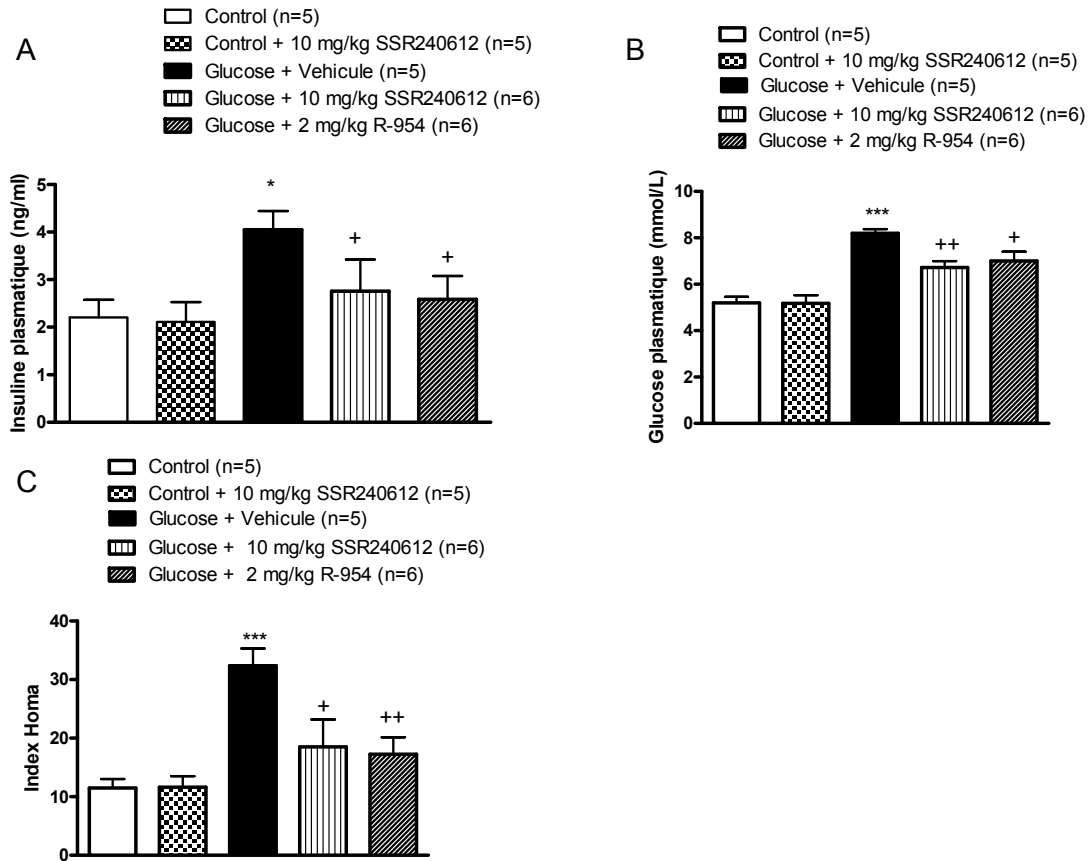 A
Control (n=5)
Control + 10 mg/kg SSR240612 (n=5)
Glucose + Vehicule (n=5)
Glucose + 10 mg/kg SSR240612 (n=6)
Glucose + 2 mg/kg R-954 (n=6)
Insuline plasmatique (ng/ml)
5
4
3
2
1
0
*
+
+
B
Control (n=5)
Control + 10 mg/kg SSR240612 (n=5)
Glucose + Vehicule (n=5)
Glucose + 10 mg/kg SSR240612 (n=6)
Glucose + 2 mg/kg R-954 (n=6)
Glucose plasmatique (mmol/L)
10
8
6
4
2
0
***
++
+
C
Control (n=5)
Control + 10 mg/kg SSR240612 (n=5)
Glucose + Vehicule (n=5)
Glucose + 10 mg/kg SSR240612 (n=6)
Glucose + 2 mg/kg R-954 (n=6)
Index Homa
40
30
20
10
0
***
+
++